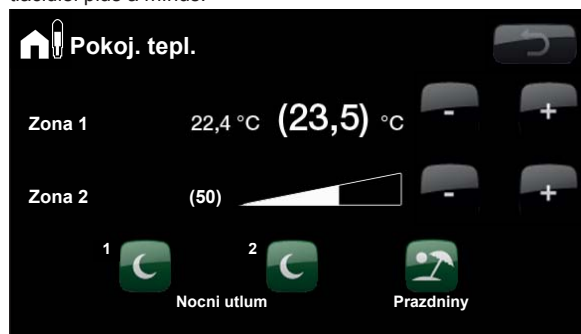 Pokoj. tepl.
Zona 1 22,4 °C (23,5) °C - +
Zona 2 (50) - +
1 2
Nocni utlum Prazdniny